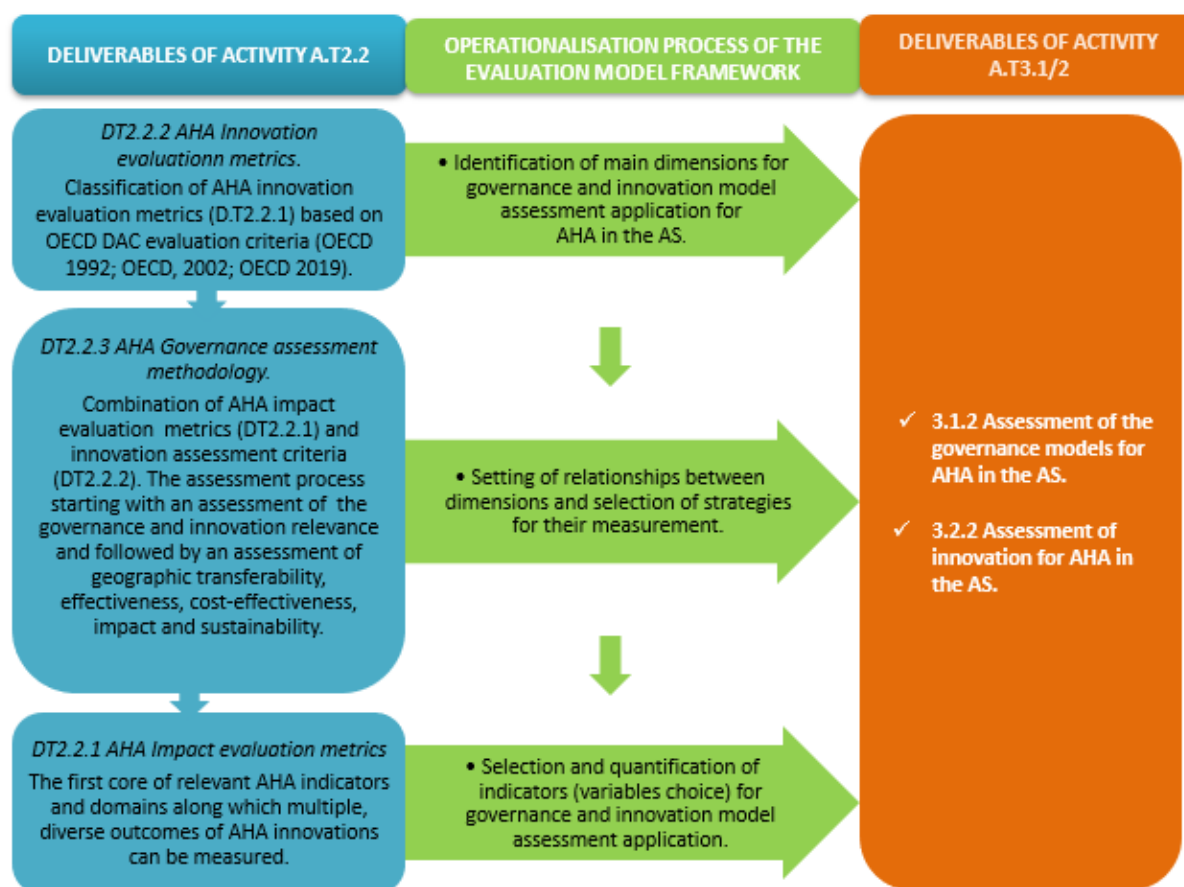 DELIVERABLES OF ACTIVITY A.T2.2
OPERATIONALISATION PROCESS OF THE
EVALUATION MODEL FRAMEWORK
DELIVERABLES OF ACTIVITY
A.T3.1/2
DT2.2.2 AHA Innovation
evaluationn metrics.
Classification of AHA innovation
evaluation metrics (D.T2.2.1) based on
OECD DAC evaluation criteria (OECD
1992; OECD, 2002; OECD 2019).
• Identification of main dimensions for
governance and innovation model
assessment application for
AHA in the AS.
DT2.2.3 AHA Governance assessment
methodology.
Combination of AHA impact
evaluation metrics (DT2.2.1) and
innovation assessment criteria
(DT2.2.2). The assessment process
starting with an assessment of the
governance and innovation relevance
and followed by an assessment of
geographic transferability,
effectiveness, cost-effectiveness,
impact and sustainability.
• Setting of relationships between
dimensions and selection of strategies
for their measurement.
DT2.2.1 AHA Impact evaluation metrics
The first core of relevant AHA indicators
and domains along which multiple,
diverse outcomes of AHA innovations
can be measured.
• Selection and quantification of
indicators (variables choice) for
governance and innovation model
assessment application.
✓ 3.1.2 Assessment of the
governance models for
AHA in the AS.
✓ 3.2.2 Assessment of
innovation for AHA in
the AS.